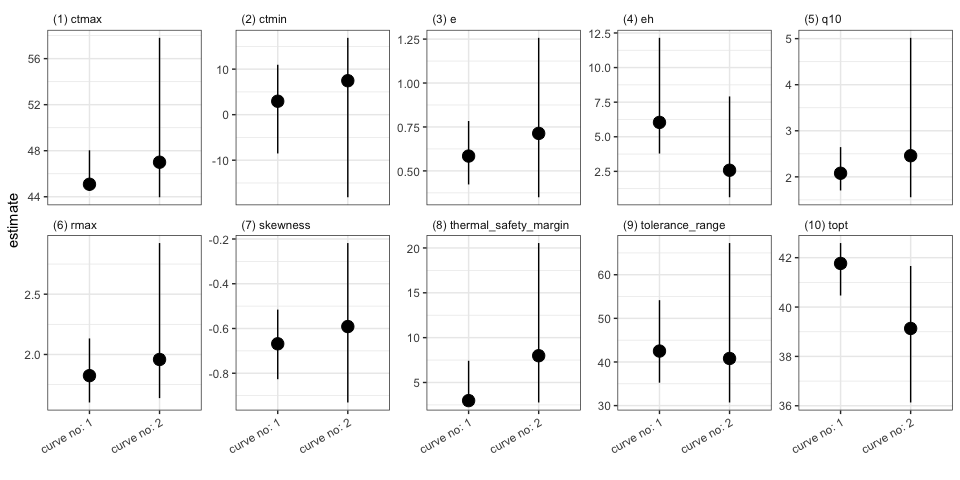 (1) ctmax
(2) ctmin
(3) e
(4) eh
(5) q10
56
52
48
44
10
0
-10
1.25
1.00
0.75
0.50
12.5
10.0
7.5
5.0
2.5
5
4
3
2
estimate
(6) rmax
(7) skewness
(8) thermal_safety_margin
(9) tolerance_range
(10) topt
2.5
2.0
-0.2
-0.4
-0.6
-0.8
20
15
10
5
60
50
40
30
42
40
38
36
curve no: 1
curve no: 2
curve no: 1
curve no: 2
curve no: 1
curve no: 2
curve no: 1
curve no: 2
curve no: 1
curve no: 2